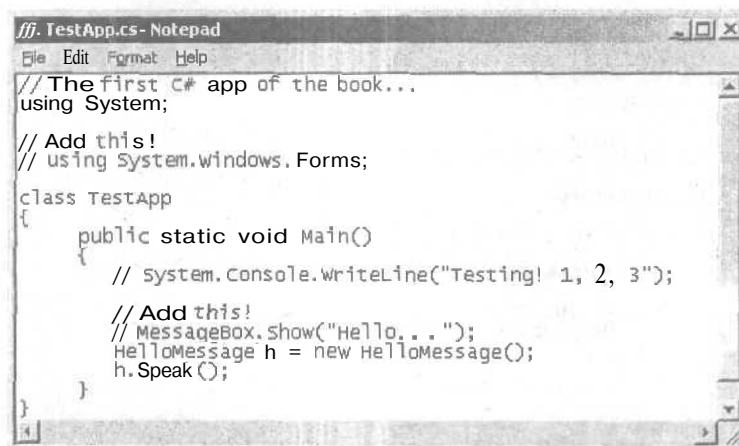 ffj. TestApp.cs - Notepad
File Edit Format Help
// The first C# app of the book...
using System;
// Add this!
// using System.Windows.Forms;
class TestApp
{
public static void Main()
{
// System.Console.WriteLine("Testing! 1, 2, 3");
// Add this!
// MessageBox.Show("Hello...");
HelloMessage h = new HelloMessage();
h.Speak();
}
}